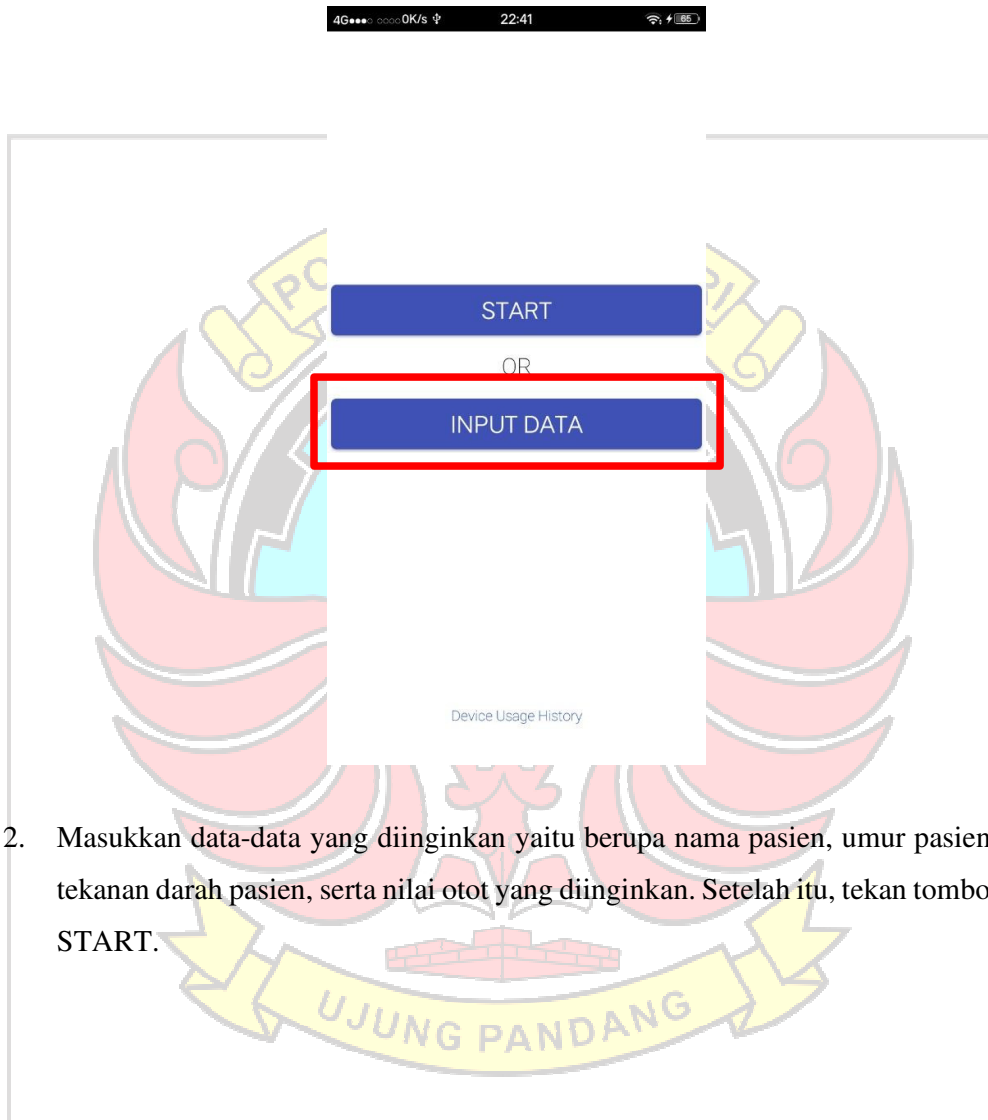 4G 0K/s 22:41 65
START
OR
INPUT DATA
Device Usage History
2. Masukkan data-data yang diinginkan yaitu berupa nama pasien, umur pasien
tekanan darah pasien, serta nilai otot yang diinginkan. Setelah itu, tekan tombo
START.
UJUNG PANDANG